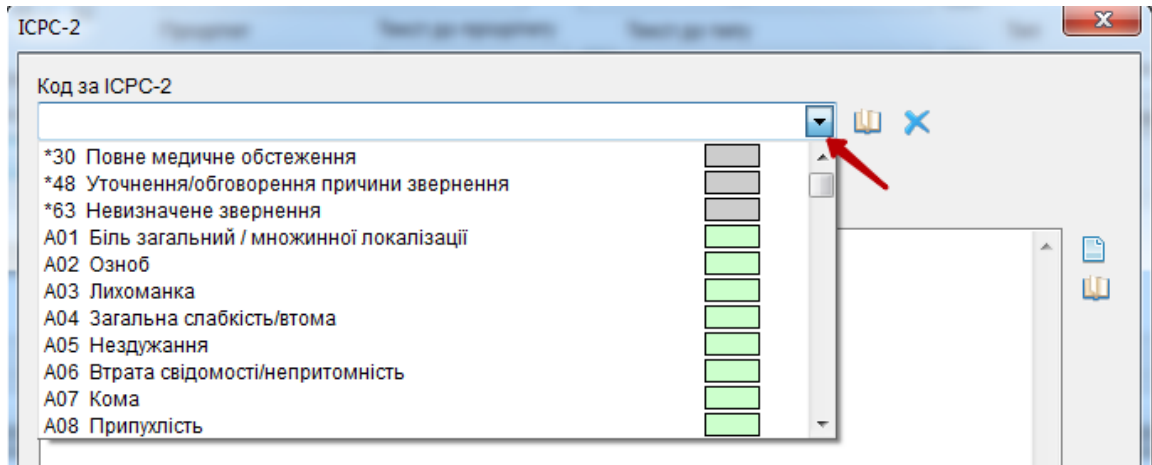 ICPC-2
Код за ICPC-2
*30 Повне медичне обстеження
*48 Уточнення/обговорення причини звернення
*63 Невизначене звернення
A01 Біль загальний / множинної локалізації
A02 Озноб
A03 Лихоманка
A04 Загальна слабкість/втома
A05 Нездужання
A06 Втрата свідомості/непритомність
A07 Кома
A08 Припухлість